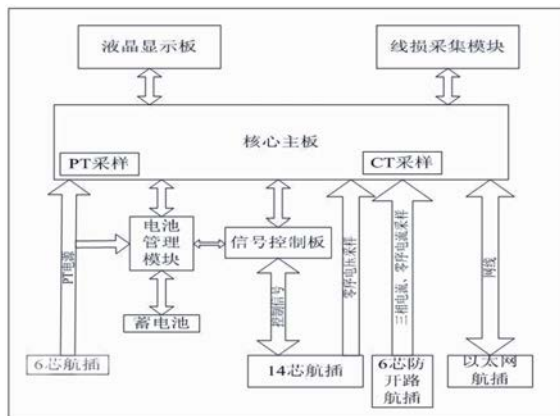 液晶显示板
线损采集模块
核心主板
PT采样
CT采样
电池
管理
模块
信号控制板
PT电源
控制信号
零序电压采样
三相电流、零序电流采样
网线
蓄电池
6芯航插
14芯航插
6芯防
开路
航插
以太网
航插